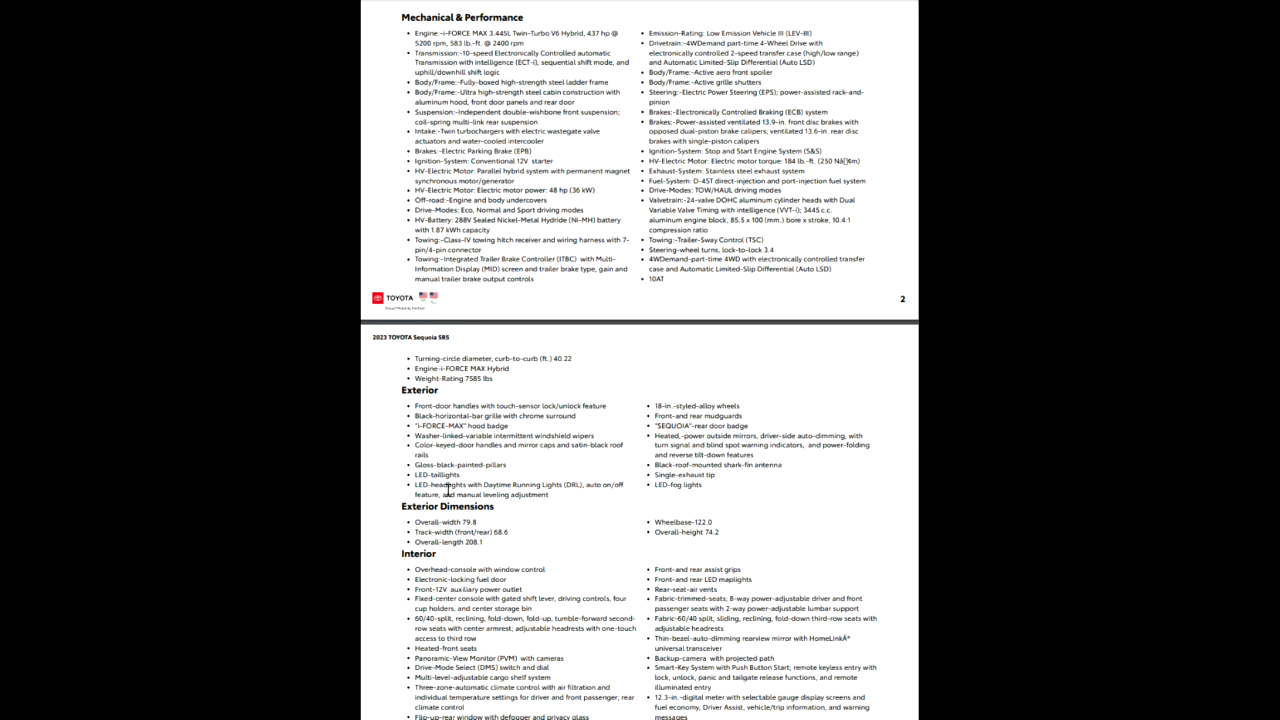 Mechanical & Performance
Engine:-i-FORCE MAX 3.445L Twin-Turbo V6 Hybrid, 437 hp @
5200 rpm, 583 lb.-ft. @ 2400 rpm
Transmission:-10-speed Electronically Controlled automatic
Transmission with intelligence (ECT-i), sequential shift mode, and
uphill/downhill shift logic
Body/Frame:-Fully-boxed high-strength steel ladder frame
Body/Frame:-Ultra high-strength steel cabin construction with
aluminum hood, front door panels and rear door
Suspension:-Independent double-wishbone front suspension;
coil-spring multi-link rear suspension
Intake:-Twin turbochargers with electric wastegate valve
actuators and water-cooled intercooler
Brakes:-Electric Parking Brake (EPB)
Ignition-System: Conventional 12V starter
HV-Electric Motor: Parallel hybrid system with permanent magnet
synchronous motor/generator
HV-Electric Motor: Electric motor power: 48 hp (36 kW)
Off-road:-Engine and body undercovers
Drive-Modes: Eco, Normal and Sport driving modes
HV-Battery: 288V Sealed Nickel-Metal Hydride (Ni-MH) battery
with 1.87 kWh capacity
Towing:-Class-IV towing hitch receiver and wiring harness with 7-
pin/4-pin connector
Towing:-Integrated Trailer Brake Controller (ITBC) with Multi-
Information Display (MID) screen and trailer brake type, gain and
manual trailer brake output controls
Emission-Rating: Low Emission Vehicle III (LEV-III)
Drivetrain:-4WDemand part-time 4-Wheel Drive with
electronically controlled 2-speed transfer case (high/low range)
and Automatic Limited-Slip Differential (Auto LSD)
Body/Frame:-Active aero front spoiler
Body/Frame:-Active grille shutters
Steering:-Electric Power Steering (EPS); power-assisted rack-and-
pinion
Brakes:-Electronically Controlled Braking (ECB) system
Brakes:-Power-assisted ventilated 13.9-in. front disc brakes with
opposed dual-piston brake calipers; ventilated 13.6-in. rear disc
brakes with single-piston calipers
Ignition-System: Stop and Start Engine System (S&S)
HV-Electric Motor: Electric motor torque: 184 lb.-ft. (250 Nâ▯4m)
Exhaust-System: Stainless steel exhaust system
Fuel-System: D-4ST direct-injection and port-injection fuel system
Drive-Modes: TOW/HAUL driving modes
Valvetrain:-24-valve DOHC aluminum cylinder heads with Dual
Variable Valve Timing with intelligence (VVT-i); 3445 c.c.
aluminum engine block, 85.5 x 100 (mm.) bore x stroke, 10.4:1
compression ratio
Towing:-Trailer-Sway Control (TSC)
Steering-wheel turns, lock-to-lock 3.4
4WDemand-part-time 4WD with electronically controlled transfer
case and Automatic Limited-Slip Differential (Auto LSD)
10AT
TOYOTA
2
2023 TOYOTA Sequoia SR5
Turning-circle diameter, curb-to-curb (ft.) 40.22
Engine-i-FORCE MAX Hybrid
Weight-Rating 7585 lbs
Exterior
Front-door handles with touch-sensor lock/unlock feature
Black-horizontal-bar grille with chrome surround
"i-FORCE-MAX" hood badge
Washer-linked-variable intermittent windshield wipers
Color-keyed-door handles and mirror caps and satin-black roof
rails
Gloss-black-painted-pillars
LED-taillights
LED-headlights with Daytime Running Lights (DRL), auto on/off
feature, and manual leveling adjustment
18-in.-styled-alloy wheels
Front-and rear mudguards
"SEQUOIA"-rear door badge
Heated,-power outside mirrors, driver-side auto-dimming, with
turn signal and blind spot warning indicators, and power-folding
and reverse tilt-down features
Black-roof-mounted shark-fin antenna
Single-exhaust tip
LED-fog lights
Exterior Dimensions
Overall-width 79.8
Track-width (front/rear) 68.6
Overall-length 208.1
Wheelbase-122.0
Overall-height 74.2
Interior
Overhead-console with window control
Electronic-locking fuel door
Front-12V auxiliary power outlet
Fixed-center console with gated shift lever, driving controls, four
cup holders, and center storage bin
60/40-split, reclining, fold-down, fold-up, tumble-forward second-
row seats with center armrest; adjustable headrests with one-touch
access to third row
Heated-front seats
Panoramic-View Monitor (PVM) with cameras
Drive-Mode Select (DMS) switch and dial
Multi-level-adjustable cargo shelf system
Three-zone-automatic climate control with air filtration and
individual temperature settings for driver and front passenger; rear
climate control
Flip-up-rear window with defogger and privacy glass
Front-and rear assist grips
Front-and rear LED maplights
Rear-seat-air vents
Fabric-trimmed-seats; 8-way power-adjustable driver and front
passenger seats with 2-way power-adjustable lumbar support
Fabric-60/40 split, sliding, reclining, fold-down third-row seats with
adjustable headrests
Thin-bezel-auto-dimming rearview mirror with HomeLinkÂ®
universal transceiver
Backup-camera with projected path
Smart-Key System with Push Button Start; remote keyless entry with
lock, unlock, panic and tailgate release functions, and remote
illuminated entry
12.3-in.-digital meter with selectable gauge display screens and
fuel economy, Driver Assist, vehicle/trip information, and warning
messages